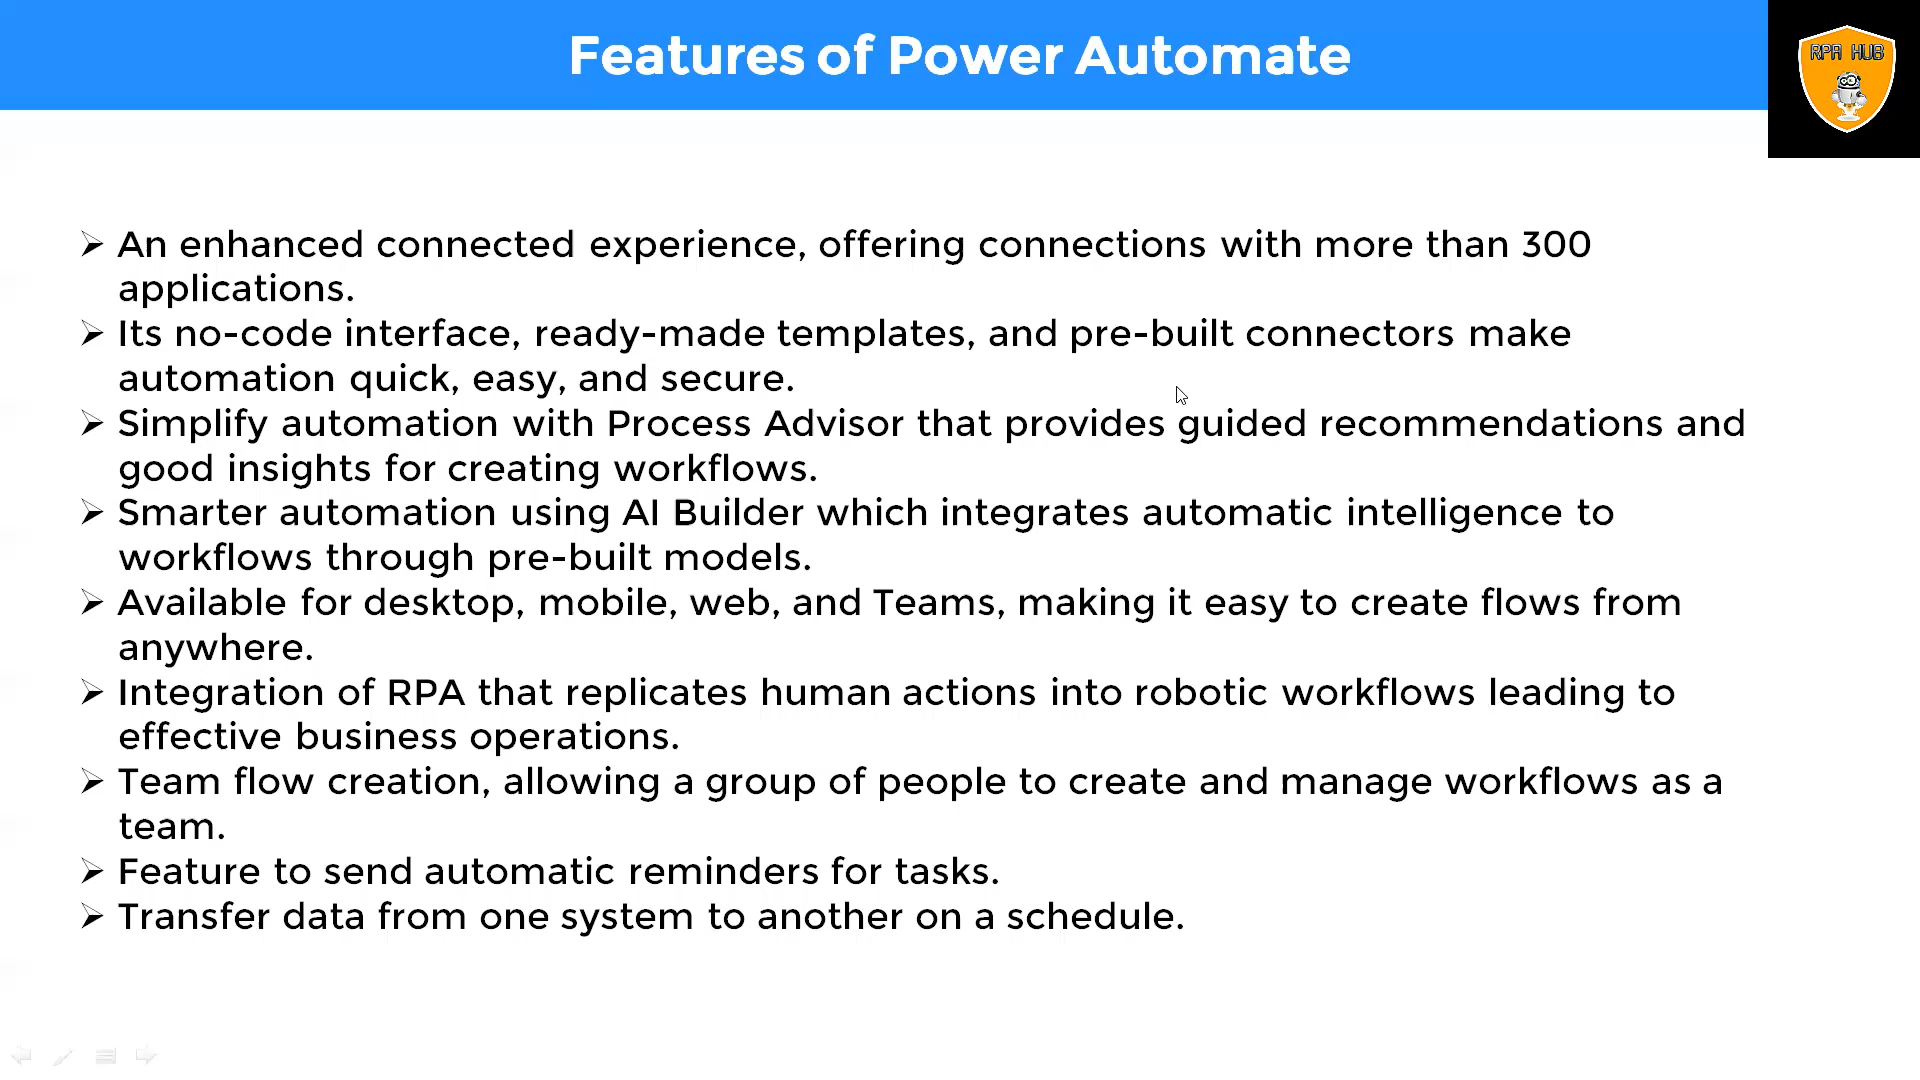 Features of Power Automate
RPA HUB
➢ An enhanced connected experience, offering connections with more than 300
applications.
➢ Its no-code interface, ready-made templates, and pre-built connectors make
automation quick, easy, and secure.
➢ Simplify automation with Process Advisor that provides guided recommendations and
good insights for creating workflows.
➢ Smarter automation using AI Builder which integrates automatic intelligence to
workflows through pre-built models.
➢ Available for desktop, mobile, web, and Teams, making it easy to create flows from
anywhere.
➢ Integration of RPA that replicates human actions into robotic workflows leading to
effective business operations.
➢ Team flow creation, allowing a group of people to create and manage workflows as a
team.
➢ Feature to send automatic reminders for tasks.
➢ Transfer data from one system to another on a schedule.